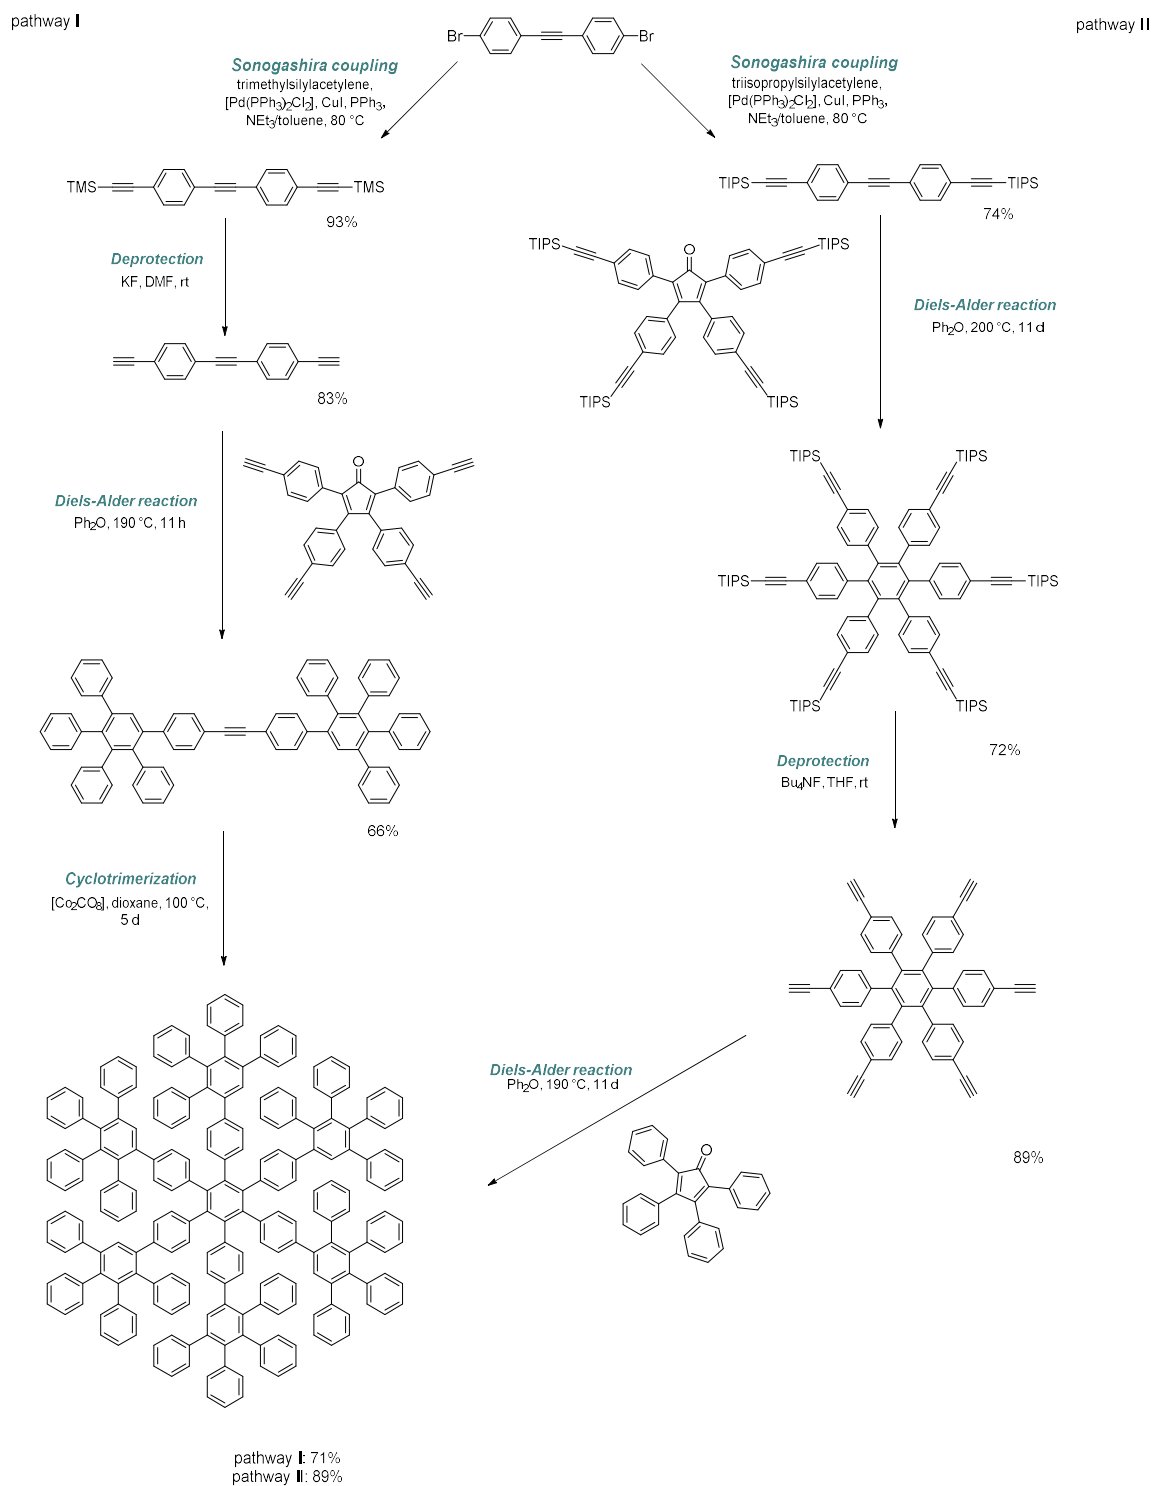 pathway I
pathway II
Br
Br
Sonogashira coupling
trimethylsilylacetylene,
[Pd(PPh3)2Cl2], CuI, PPh3,
NEt3/toluene, 80 °C
Sonogashira coupling
triisopropylsilylacetylene,
[Pd(PPh3)2Cl2], CuI, PPh3,
NEt3/toluene, 80 °C
TMS
TMS
93%
TIPS
TIPS
74%
Deprotection
KF, DMF, rt
83%
TIPS
O
TIPS
TIPS
TIPS
Diels-Alder reaction
Ph2O, 200 °C, 11 d
Diels-Alder reaction
Ph2O, 190 °C, 11 h
O
TIPS
TIPS
TIPS
TIPS
TIPS
TIPS
72%
66%
Deprotection
Bu4NF, THF, rt
Cyclotrimerization
[Co2CO8], dioxane, 100 °C,
5 d
89%
Diels-Alder reaction
Ph2O, 190 °C, 11 d
O
pathway I: 71%
pathway II: 89%